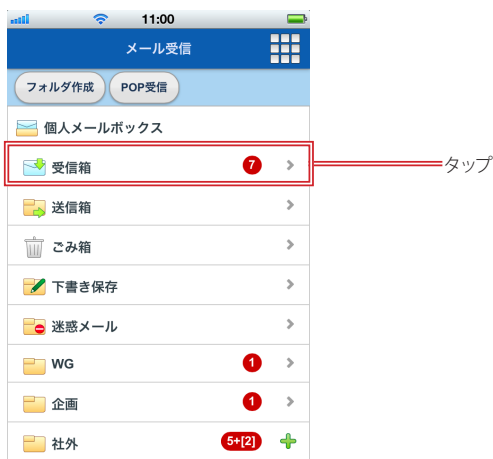 11:00
メール受信
フォルダ作成 POP受信
個人メールボックス
受信箱 7 タップ
送信箱
ごみ箱
下書き保存
迷惑メール
WG 1
企画 1
社外 5+[2]